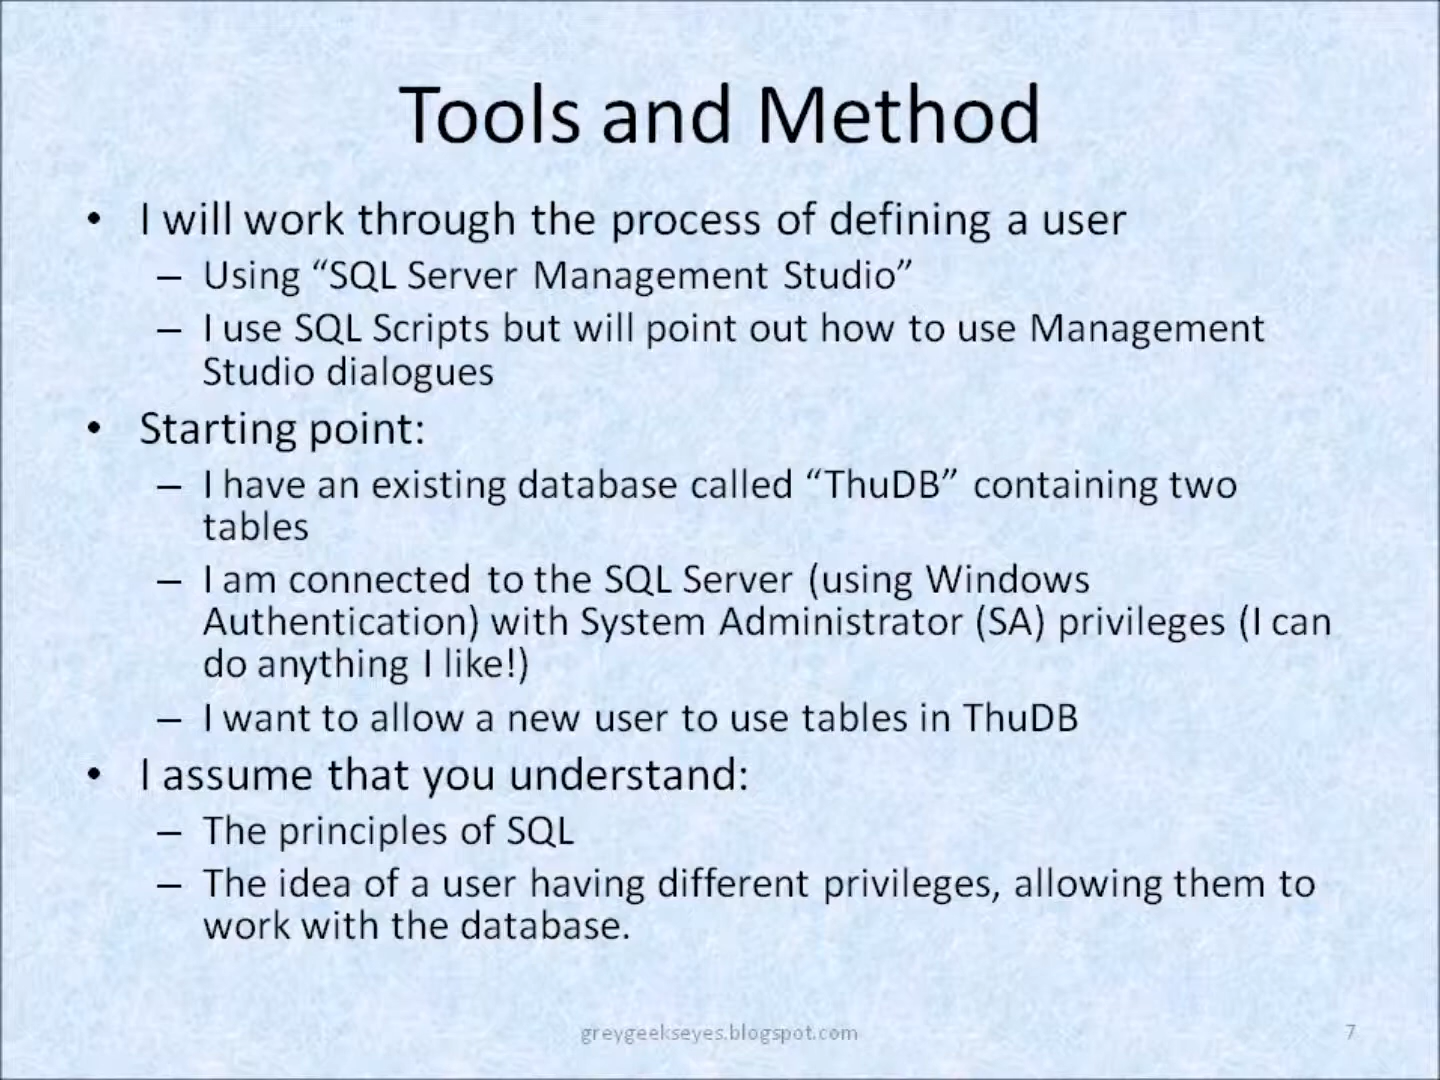 Tools and Method
• I will work through the process of defining a user
– Using “SQL Server Management Studio”
– I use SQL Scripts but will point out how to use Management
Studio dialogues
• Starting point:
– I have an existing database called “ThuDB” containing two
tables
– I am connected to the SQL Server (using Windows
Authentication) with System Administrator (SA) privileges (I can
do anything I like!)
– I want to allow a new user to use tables in ThuDB
• I assume that you understand:
– The principles of SQL
– The idea of a user having different privileges, allowing them to
work with the database.
greygeekseyes.blogspot.com
7